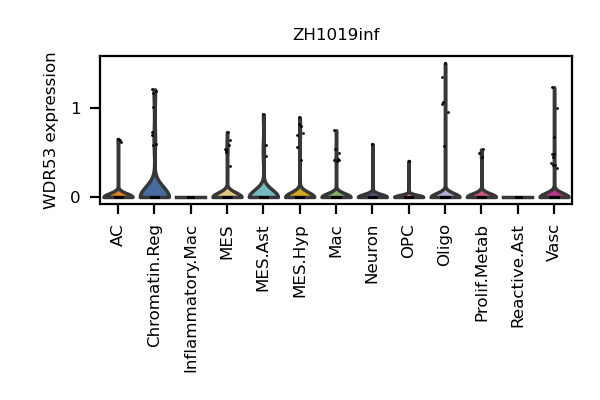 ZH1019inf
WDR53 expression
1
0
AC
Chromatin.Reg
Inflammatory.Mac
MES
MES.Ast
MES.Hyp
Mac
Neuron
OPC
Oligo
Prolif.Metab
Reactive.Ast
Vasc